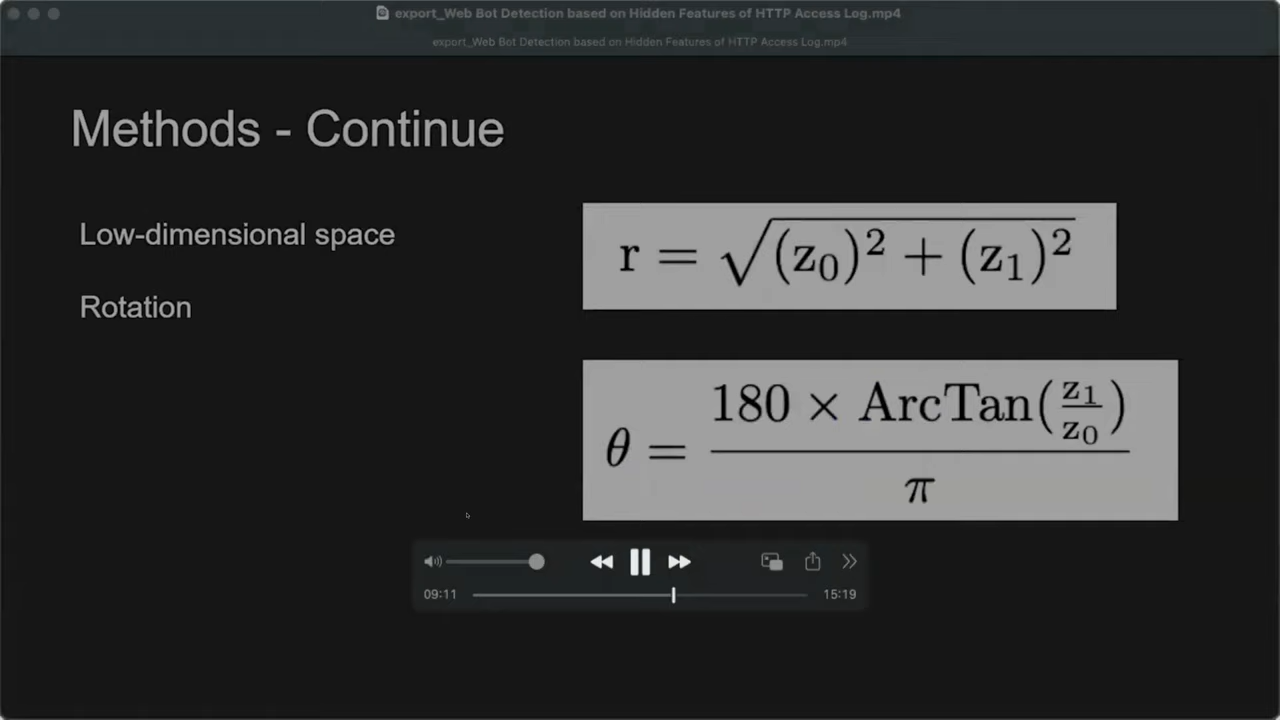 export_Web Bot Detection based on Hidden Features of HTTP Access Log.mp4
export_Web Bot Detection based on Hidden Features of HTTP Access Log.mp4
Methods - Continue
Low-dimensional space
Rotation
r = √((z₀)² + (z₁)²)
θ = (180 × ArcTan(z₁/z₀))/π
09:11
15:19